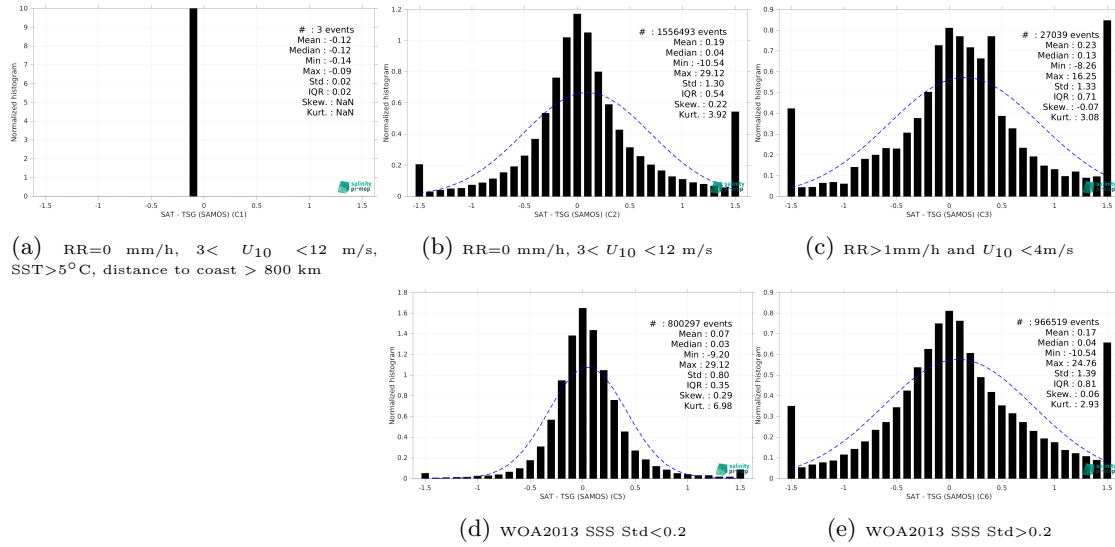 10
9
8
7
6
5
4
3
2
1
0
Normalized histogram
-1.5 -1 -0.5 0 0.5 1 1.5
SAT - TSG (SAMOS) (C1)
# : 3 events
Mean : -0.12
Median : -0.12
Min : -0.14
Max : -0.09
Std : 0.02
IQR : 0.02
Skew. : NaN
Kurt. : NaN
salinity
pi-mep
1.2
1
0.8
0.6
0.4
0.2
0
Normalized histogram
-1.5 -1 -0.5 0 0.5 1 1.5
SAT - TSG (SAMOS) (C2)
# : 1556493 events
Mean : 0.19
Median : 0.04
Min : -10.54
Max : 29.12
Std : 1.30
IQR : 0.54
Skew. : 0.22
Kurt. : 3.92
salinity
pi-mep
0.9
0.8
0.7
0.6
0.5
0.4
0.3
0.2
0.1
0
Normalized histogram
-1.5 -1 -0.5 0 0.5 1 1.5
SAT - TSG (SAMOS) (C3)
# : 27039 events
Mean : 0.23
Median : 0.13
Min : -8.26
Max : 16.25
Std : 1.33
IQR : 0.71
Skew. : -0.07
Kurt. : 3.08
salinity
pi-mep
(a) RR=0 mm/h, 3< U10 <12 m/s,
SST>5°C, distance to coast > 800 km
(b) RR=0 mm/h, 3< U10 <12 m/s
(c) RR>1mm/h and U10 <4m/s
1.8
1.6
1.4
1.2
1
0.8
0.6
0.4
0.2
0
Normalized histogram
-1.5 -1 -0.5 0 0.5 1 1.5
SAT - TSG (SAMOS) (C5)
# : 800297 events
Mean : 0.07
Median : 0.03
Min : -9.20
Max : 29.12
Std : 0.80
IQR : 0.35
Skew. : 0.29
Kurt. : 6.98
salinity
pi-mep
0.9
0.8
0.7
0.6
0.5
0.4
0.3
0.2
0.1
0
Normalized histogram
-1.5 -1 -0.5 0 0.5 1 1.5
SAT - TSG (SAMOS) (C6)
# : 966519 events
Mean : 0.17
Median : 0.04
Min : -10.54
Max : 24.76
Std : 1.39
IQR : 0.81
Skew. : 0.06
Kurt. : 2.93
salinity
pi-mep
(d) WOA2013 SSS Std<0.2
(e) WOA2013 SSS Std>0.2